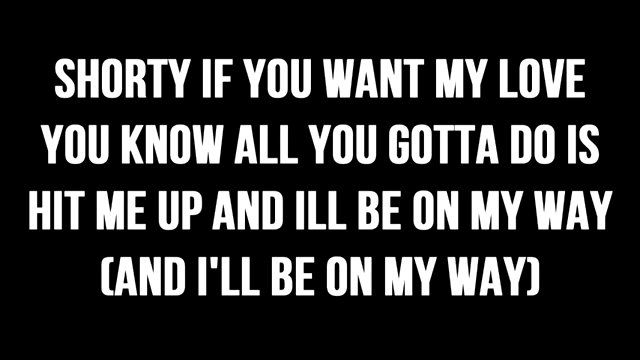 SHORTY IF YOU WANT MY LOVE
YOU KNOW ALL YOU GOTTA DO IS
HIT ME UP AND ILL BE ON MY WAY
(AND I'LL BE ON MY WAY)